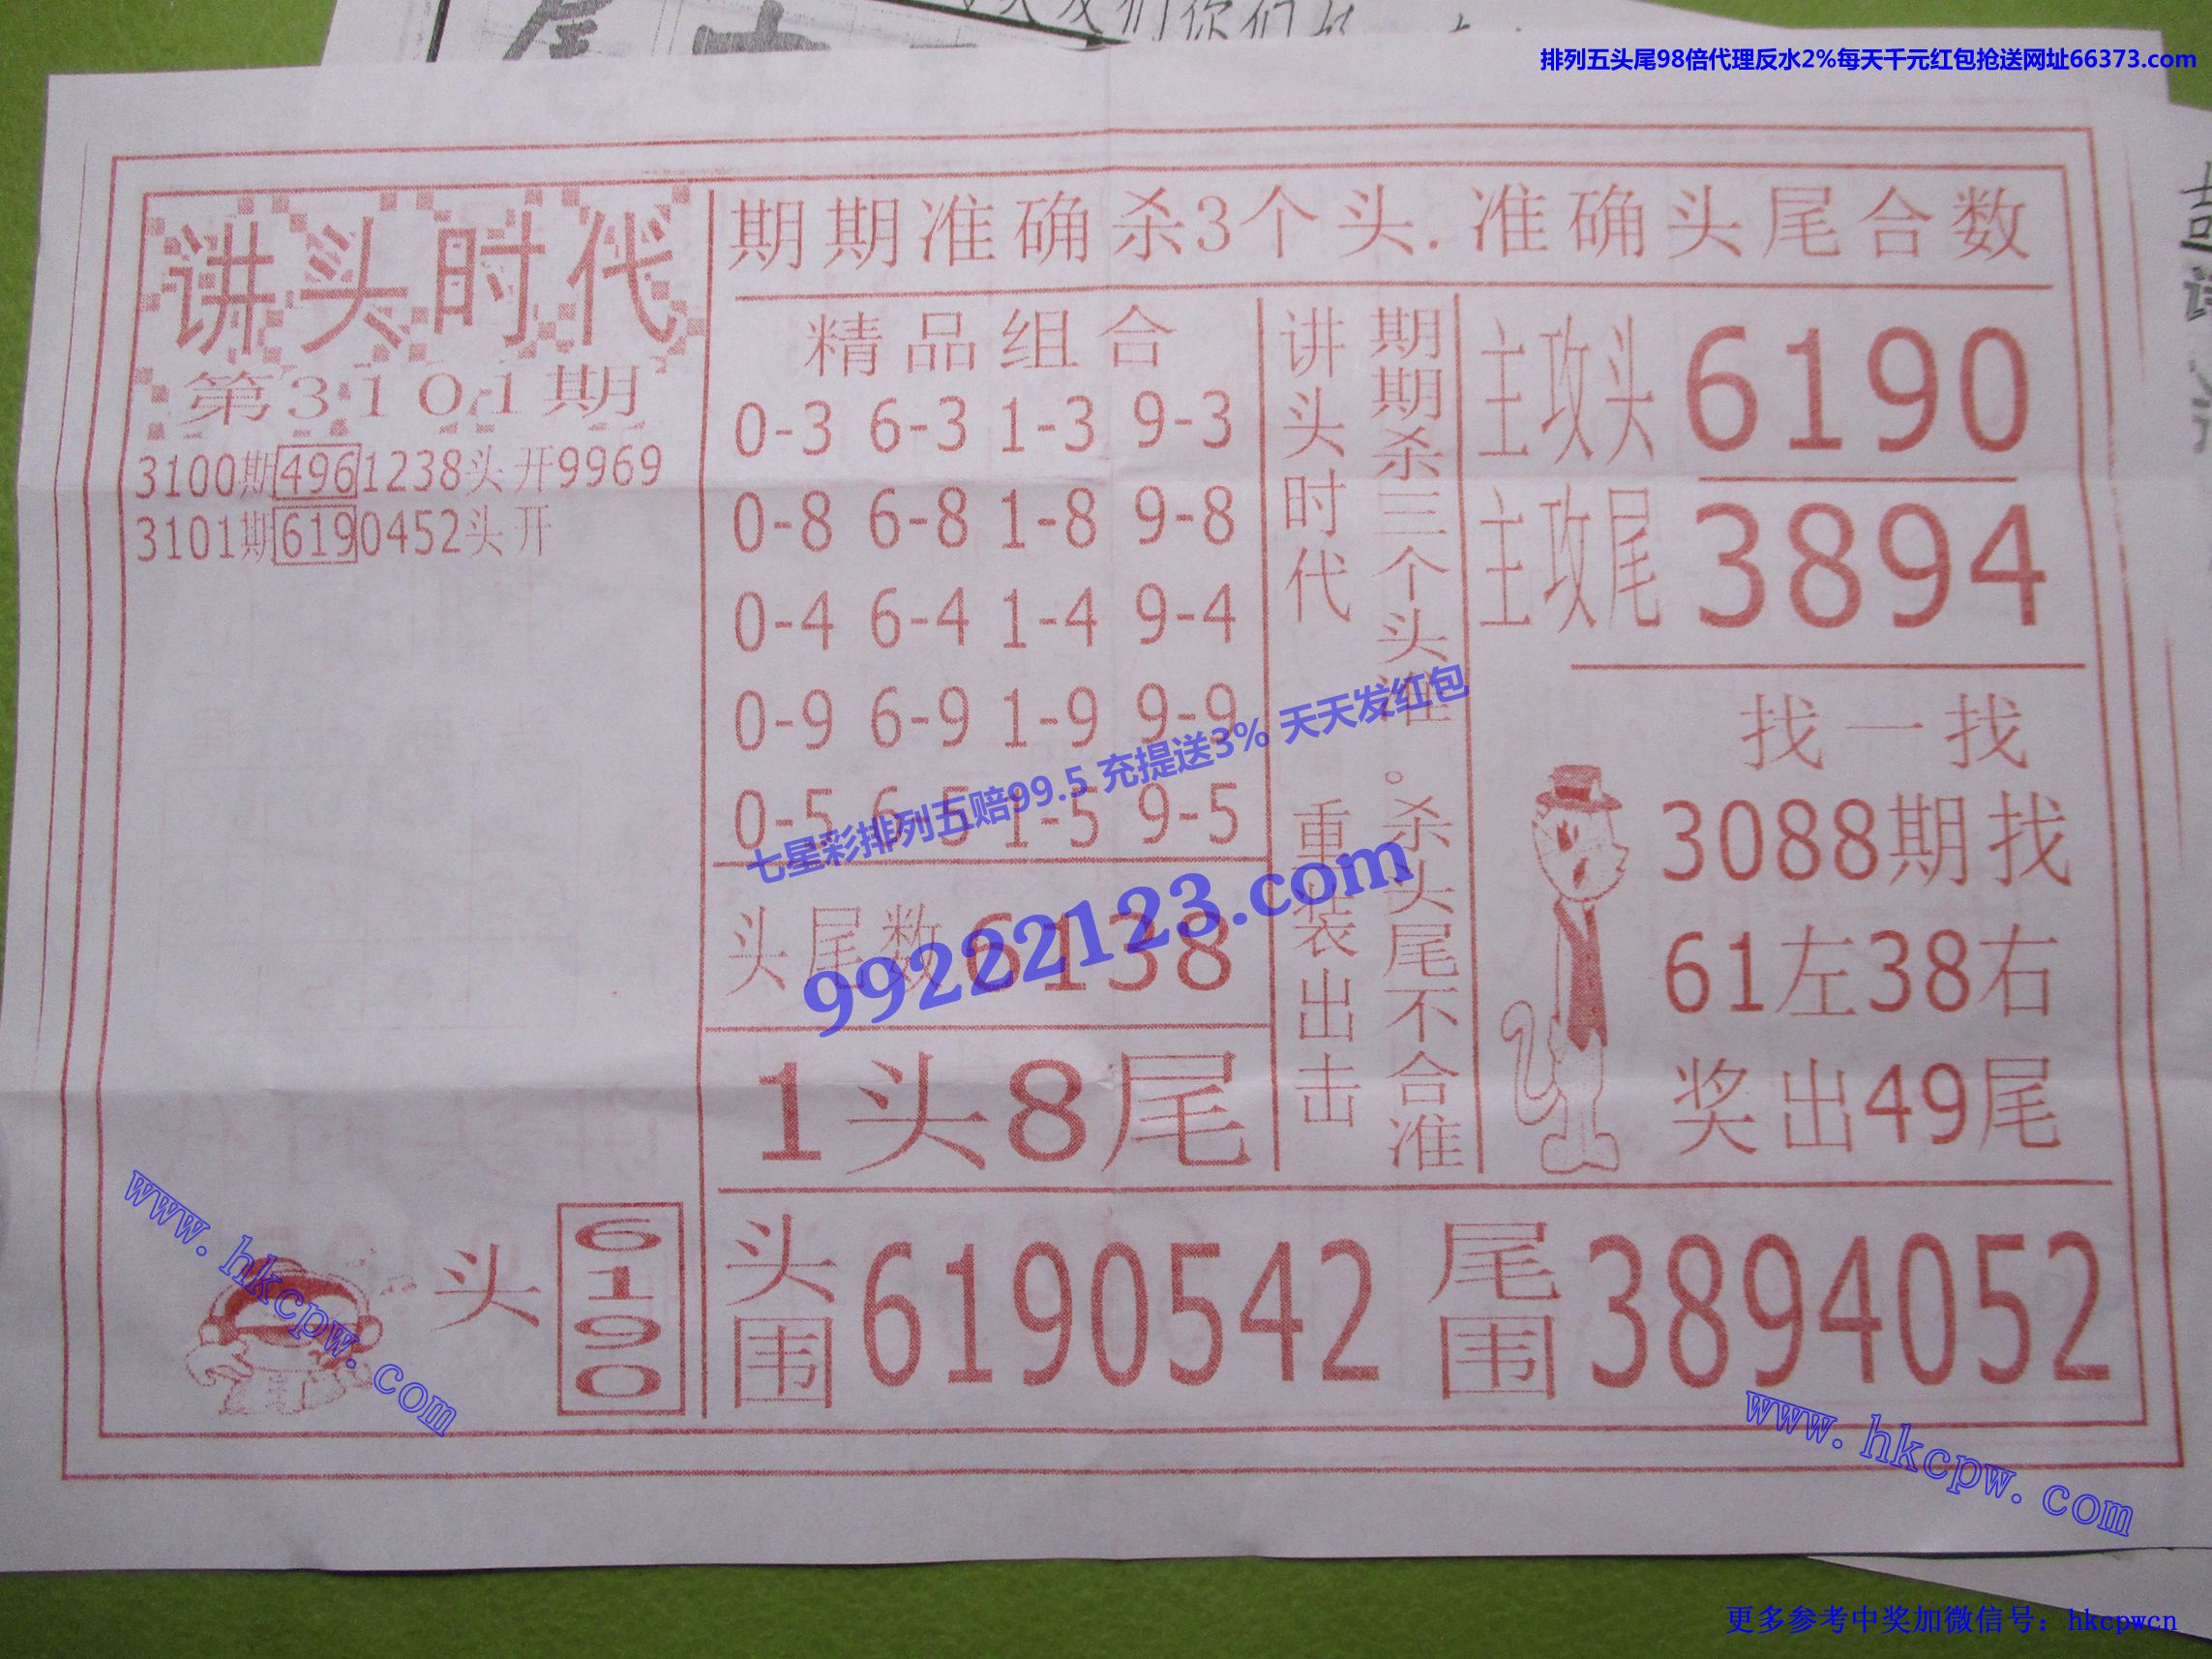 排列五头尾98倍代理反水2%每天千元红包抢送网址66373.com
讲头时代
第3101期
3100期4961238头开9969
3101期6190452头开
期期准确杀3个头.准确头尾合数
精品组合
0-3 6-3 1-3 9-3
0-8 6-8 1-8 9-8
0-4 6-4 1-4 9-4
0-9 6-9 1-9 9-9
0-5 6-5 1-5 9-5
头尾数6138
1头8尾
讲头时代 重装出击
期期杀三个头准。杀头尾不合准
主攻头 6190
主攻尾 3894
找一找
3088期找
61左38右
奖出49尾
头 6190
头围 6190542 尾围 3894052
七星彩排列五赔99.5 充提送3% 天天发红包
99222123.com
www.hkcpw.com
www.hkcpw.com
更多参考中奖加微信号：hkcpwcn